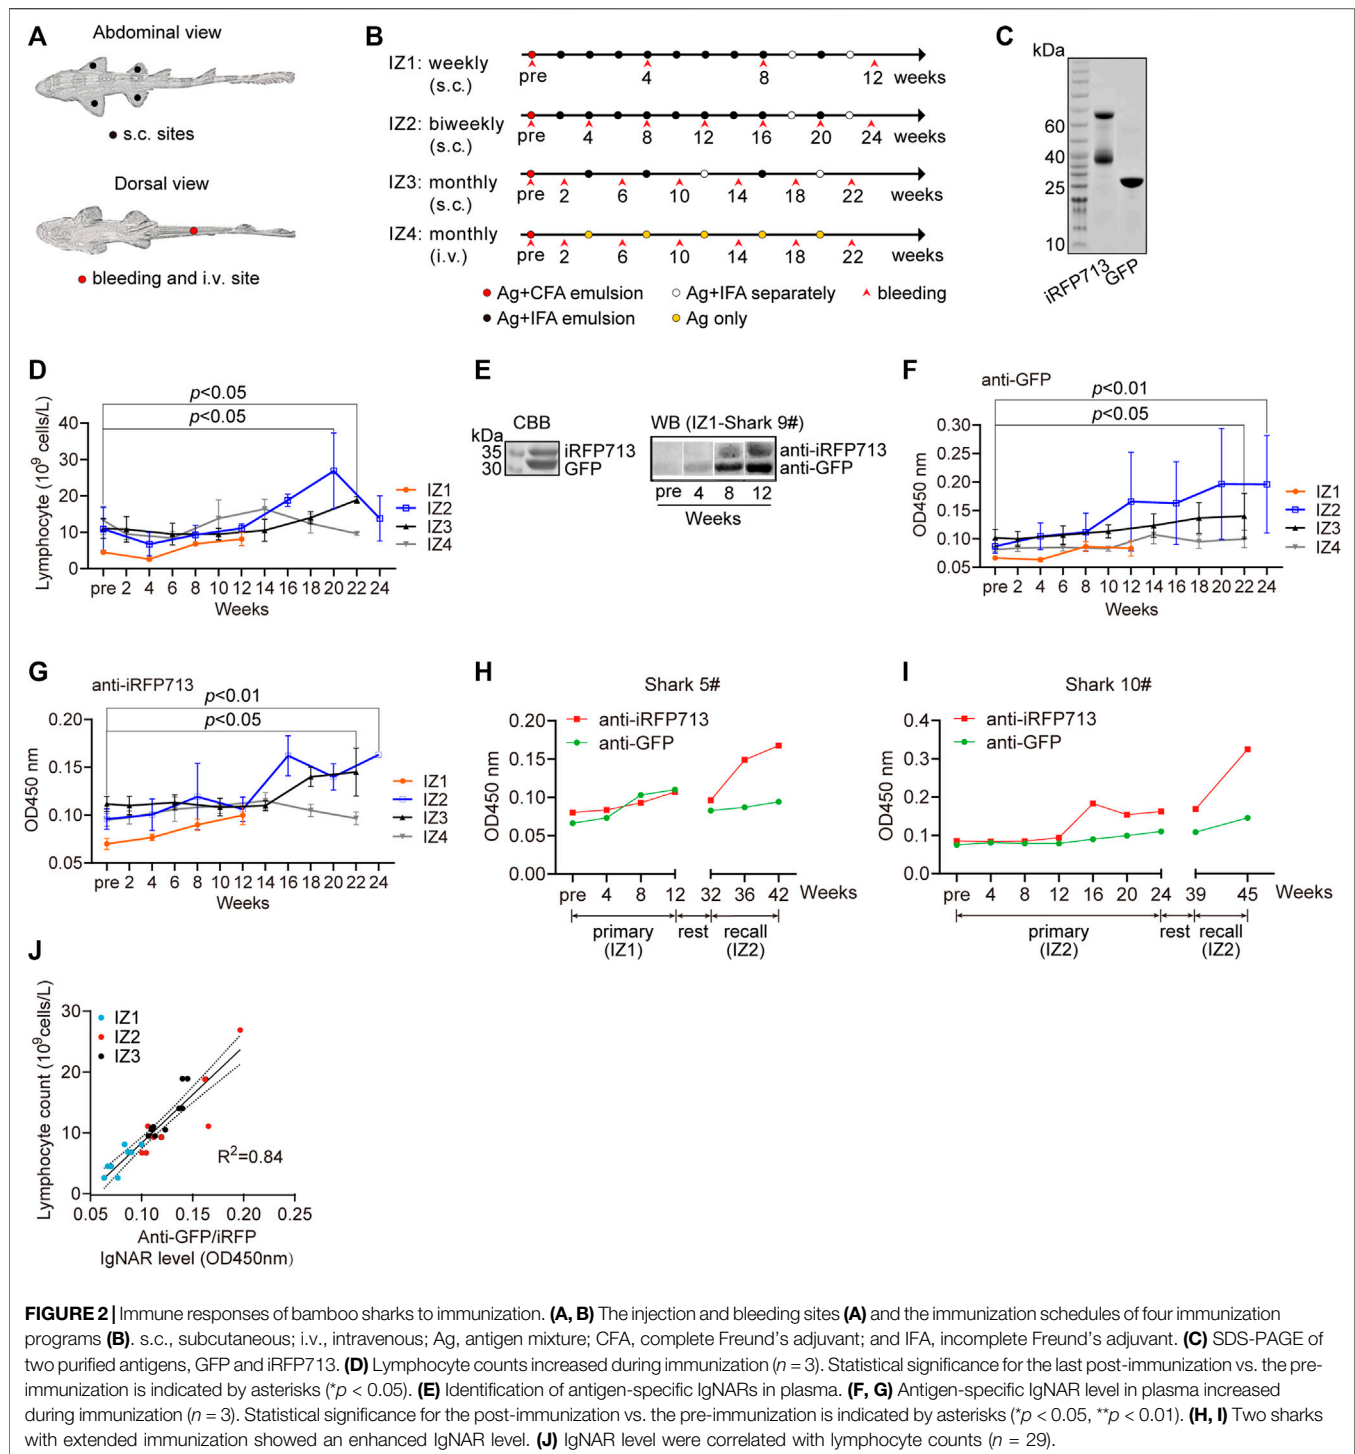 A
Abdominal view
s.c. sites
Dorsal view
bleeding and i.v. site
B
IZ1: weekly
(s.c.)
pre 4 8 12 weeks
IZ2: biweekly
(s.c.)
pre 4 8 12 16 20 24 weeks
IZ3: monthly
(s.c.)
pre 2 6 10 14 18 22 weeks
IZ4: monthly
(i.v.)
pre 2 6 10 14 18 22 weeks
Ag+CFA emulsion
Ag+IFA separately
bleeding
Ag+IFA emulsion
Ag only
C
kDa
60
40
25
10
iRFP713
GFP
D
p<0.05
p<0.05
Lymphocyte (10⁹ cells/L)
40
30
20
10
0
pre 2 4 6 8 10 12 14 16 18 20 22 24
Weeks
IZ1
IZ2
IZ3
IZ4
E
CBB
kDa
35
30
iRFP713
GFP
WB (IZ1-Shark 9#)
anti-iRFP713
anti-GFP
pre 4 8 12
Weeks
F
anti-GFP
p<0.01
p<0.05
OD450 nm
0.30
0.25
0.20
0.15
0.10
0.05
pre 2 4 6 8 10 12 14 16 18 20 22 24
Weeks
IZ1
IZ2
IZ3
IZ4
G
anti-iRFP713
p<0.01
p<0.05
OD450 nm
0.20
0.15
0.10
0.05
pre 2 4 6 8 10 12 14 16 18 20 22 24
Weeks
IZ1
IZ2
IZ3
IZ4
H
Shark 5#
anti-iRFP713
anti-GFP
OD450 nm
0.20
0.15
0.10
0.05
0.00
pre 4 8 12 32 36 42 Weeks
primary rest recall
(IZ1) (IZ2)
I
Shark 10#
anti-iRFP713
anti-GFP
OD450 nm
0.4
0.3
0.2
0.1
0.0
pre 4 8 12 16 20 24 39 45 Weeks
primary rest recall
(IZ2) (IZ2)
J
Lymphocyte count (10⁹cells/L)
30
20
10
0
IZ1
IZ2
IZ3
R²=0.84
0.05 0.10 0.15 0.20 0.25
Anti-GFP/iRFP
IgNAR level (OD450nm)
FIGURE 2 | Immune responses of bamboo sharks to immunization. (A, B) The injection and bleeding sites (A) and the immunization schedules of four immunization
programs (B). s.c., subcutaneous; i.v., intravenous; Ag, antigen mixture; CFA, complete Freund's adjuvant; and IFA, incomplete Freund's adjuvant. (C) SDS-PAGE of
two purified antigens, GFP and iRFP713. (D) Lymphocyte counts increased during immunization (n = 3). Statistical significance for the last post-immunization vs. the pre-
immunization is indicated by asterisks (*p < 0.05). (E) Identification of antigen-specific IgNARs in plasma. (F, G) Antigen-specific IgNAR level in plasma increased
during immunization (n = 3). Statistical significance for the post-immunization vs. the pre-immunization is indicated by asterisks (*p < 0.05, **p < 0.01). (H, I) Two sharks
with extended immunization showed an enhanced IgNAR level. (J) IgNAR level were correlated with lymphocyte counts (n = 29).